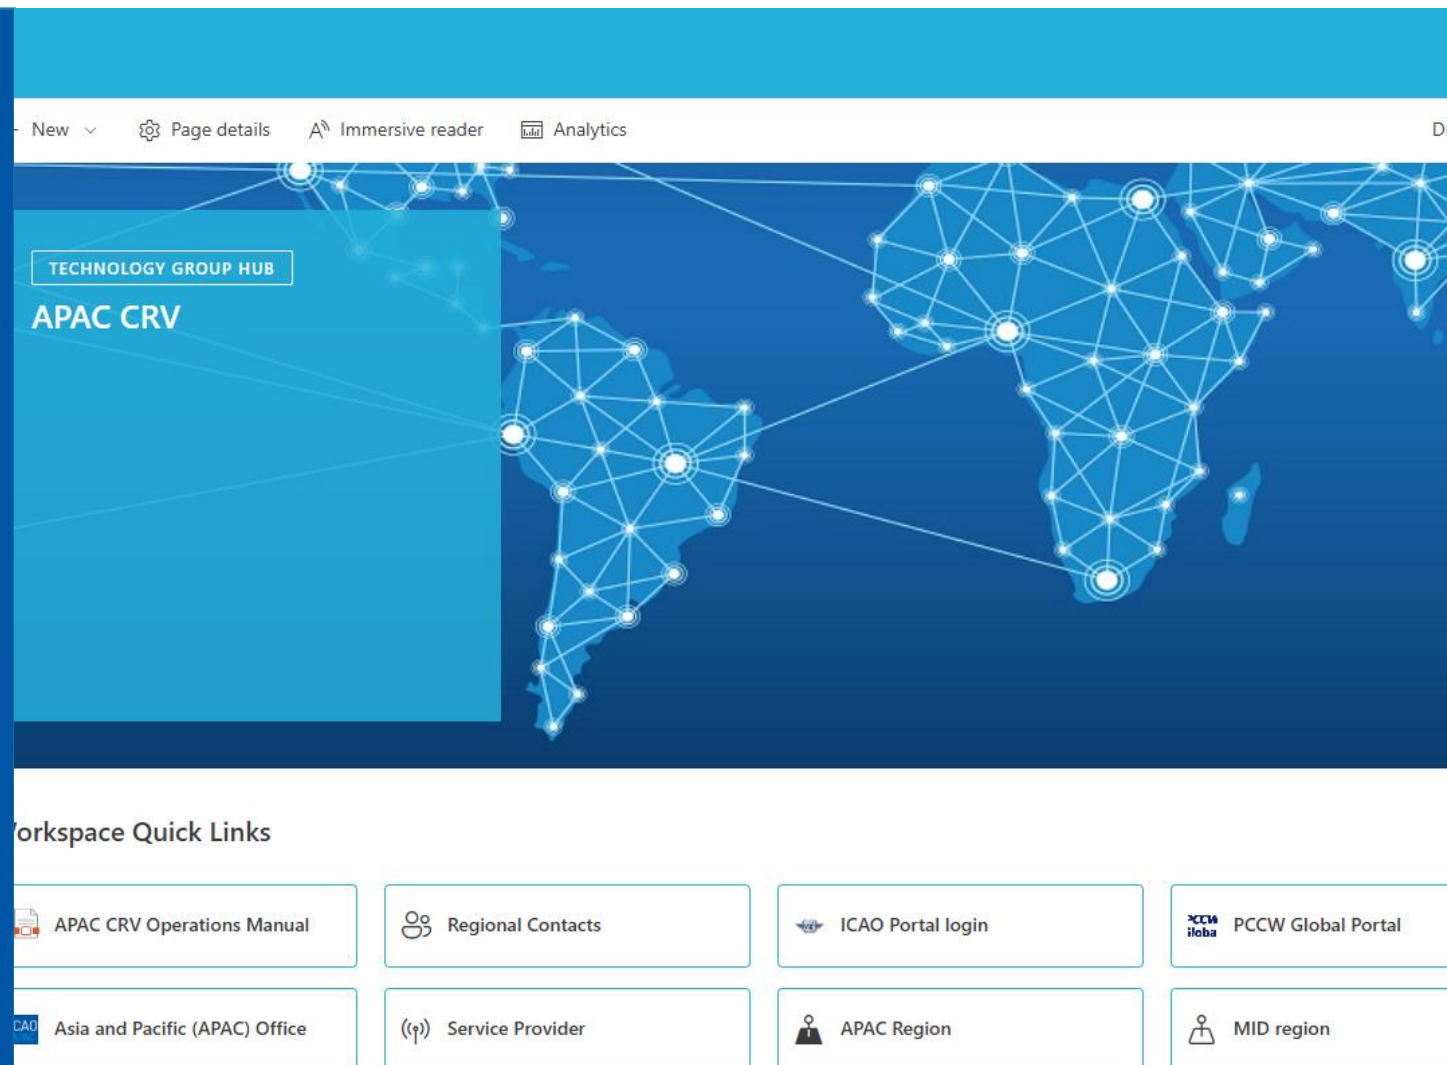 New
Page details
Immersive reader
Analytics
TECHNOLOGY GROUP HUB
APAC CRV
orkspace Quick Links
APAC CRV Operations Manual
Regional Contacts
ICAO Portal login
PCCW Global Portal
Asia and Pacific (APAC) Office
Service Provider
APAC Region
MID region